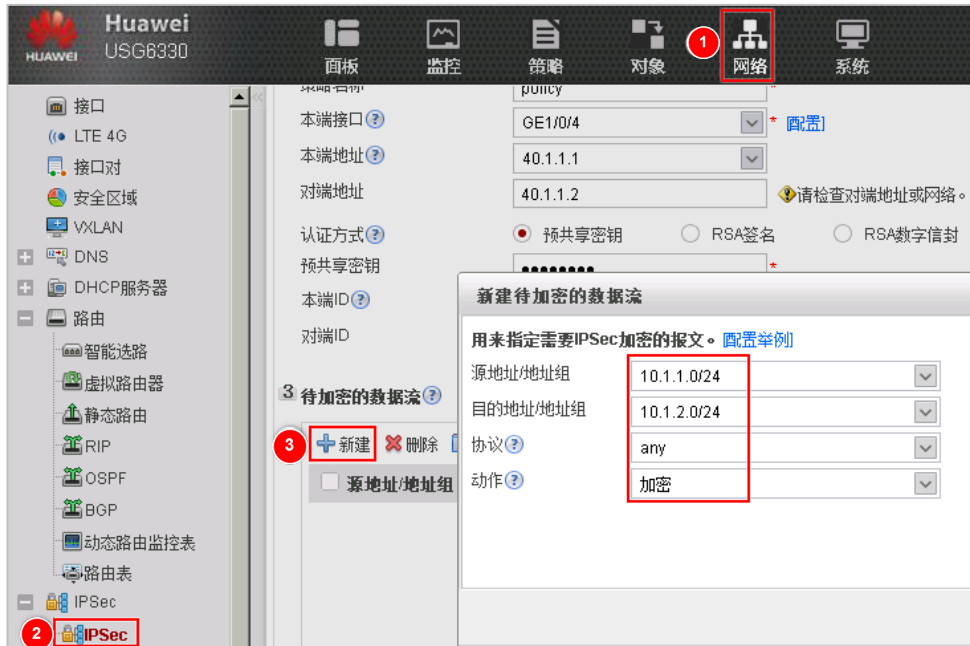 Huawei
USG6330
HUAWEI
面板
监控
策略
对象
1
网络
系统
接口
LTE 4G
接口对
安全区域
VXLAN
DNS
DHCP服务器
路由
智能选路
虚拟路由器
静态路由
RIP
OSPF
BGP
动态路由监控表
路由表
IPSec
2
IPSec
策略名称 policy *
本端接口 GE1/0/4 * [配置]
本端地址 40.1.1.1
对端地址 40.1.1.2 请检查对端地址或网络。
认证方式 预共享密钥 RSA签名 RSA数字信封
预共享密钥 •••••••• *
本端ID
对端ID
3 待加密的数据流
3 新建 删除
源地址/地址组
新建待加密的数据流
用来指定需要IPSec加密的报文。[配置举例]
源地址/地址组 10.1.1.0/24
目的地址/地址组 10.1.2.0/24
协议 any
动作 加密